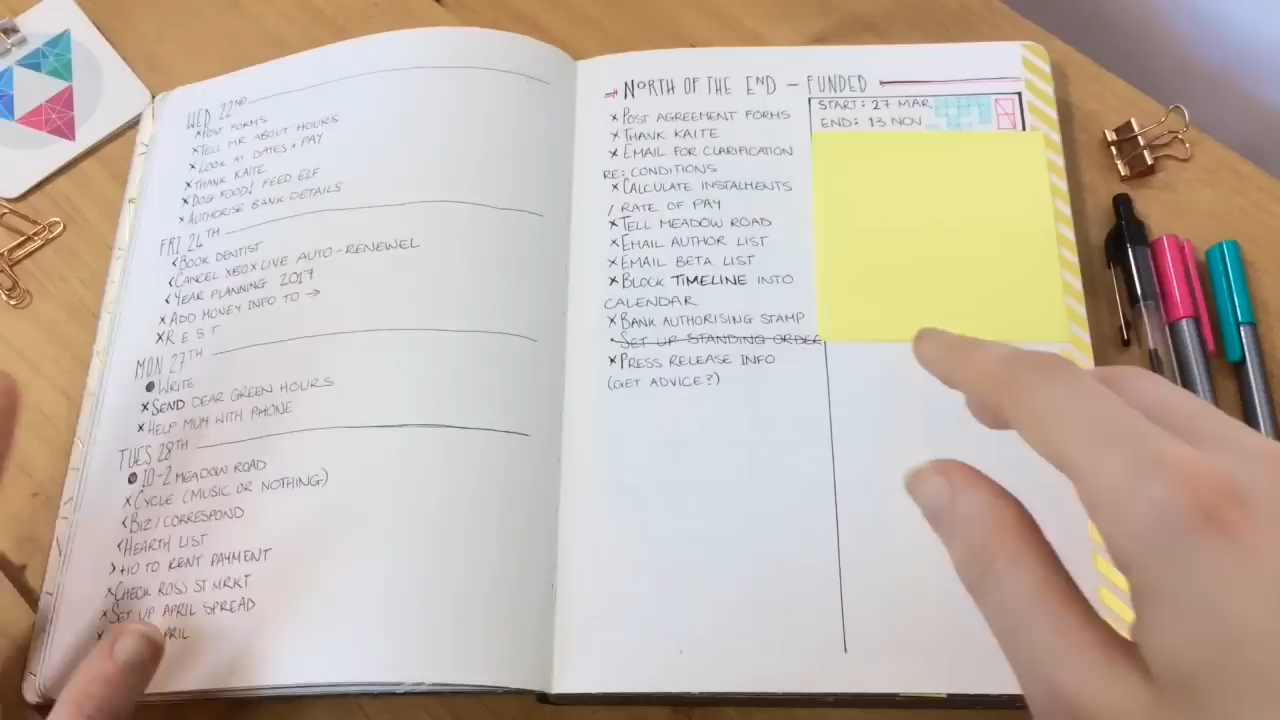 WED 22ND
×POST FORMS
×TELL MR ABOUT HOURS
×LOOK AT DATES + PAY
×THANK KAITE
×DOG FOOD/ FEED ELF
×AUTHORISE BANK DETAILS
FRI 24TH
<BOOK DENTIST
<CANCEL XBOX LIVE AUTO-RENEWEL
<YEAR PLANNING 2017
×ADD MONEY INFO TO →
×REST
MON 27TH
●WRITE
×SEND DEAR GREEN HOURS
×HELP MUM WITH PHONE
TUES 28TH
●10-2 MEADOW ROAD
×CYCLE (MUSIC OR NOTHING)
<BIZ/CORRESPOND
<HEARTH LIST
>+10 TO RENT PAYMENT
×CHECK ROSS ST MRKT
×SET UP APRIL SPREAD
×
NORTH OF THE END – FUNDED
×POST AGREEMENT FORMS
×THANK KAITE
×EMAIL FOR CLARIFICATION
RE: CONDITIONS
×CALCULATE INSTALMENTS
/ RATE OF PAY
×TELL MEADOW ROAD
×EMAIL AUTHOR LIST
×EMAIL BETA LIST
×BLOCK TIMELINE INTO
CALENDAR
×BANK AUTHORISING STAMP
·SET UP STANDING ORDER
×PRESS RELEASE INFO
(GET ADVICE?)
START: 27 MAR
END: 13 NOV